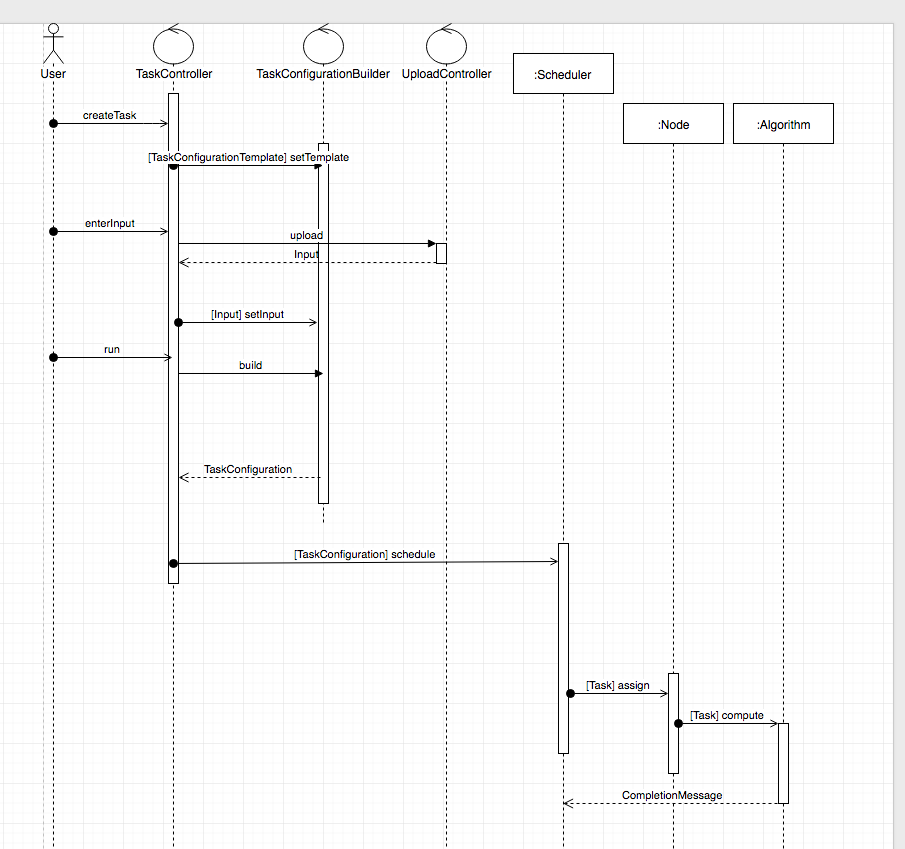 User
TaskController
TaskConfigurationBuilder
UploadController
:Scheduler
:Node
:Algorithm
createTask
[TaskConfigurationTemplate] setTemplate
enterInput
upload
Input
[Input] setInput
run
build
TaskConfiguration
[TaskConfiguration] schedule
[Task] assign
[Task] compute
CompletionMessage